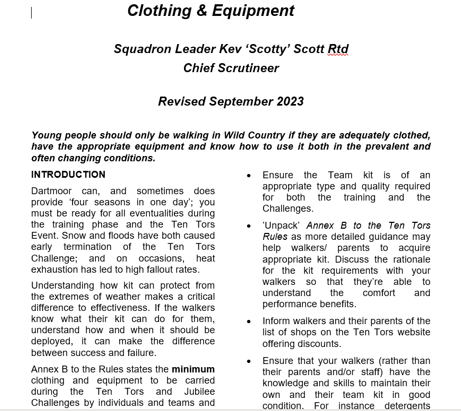 Clothing & Equipment
Squadron Leader Kev ‘Scotty’ Scott Rtd
Chief Scrutineer
Revised September 2023
Young people should only be walking in Wild Country if they are adequately clothed,
have the appropriate equipment and know how to use it both in the prevalent and
often changing conditions.
INTRODUCTION
Dartmoor can, and sometimes does
provide ‘four seasons in one day’; you
must be ready for all eventualities during
the training phase and the Ten Tors
Event. Snow and floods have both caused
early termination of the Ten Tors
Challenge; and on occasions, heat
exhaustion has led to high fallout rates.
Understanding how kit can protect from
the extremes of weather makes a critical
difference to effectiveness. If the walkers
know what their kit can do for them,
understand how and when it should be
deployed, it can make the difference
between success and failure.
Annex B to the Rules states the minimum
clothing and equipment to be carried
during the Ten Tors and Jubilee
Challenges by individuals and teams and
• Ensure the Team kit is of an
appropriate type and quality required
for both the training and the
Challenges.
• ‘Unpack’ Annex B to the Ten Tors
Rules as more detailed guidance may
help walkers/ parents to acquire
appropriate kit. Discuss the rationale
for the kit requirements with your
walkers so that they’re able to
understand the comfort and
performance benefits.
• Inform walkers and their parents of the
list of shops on the Ten Tors website
offering discounts.
• Ensure that your walkers (rather than
their parents and/or staff) have the
knowledge and skills to maintain their
own and their team kit in good
condition. For instance detergents